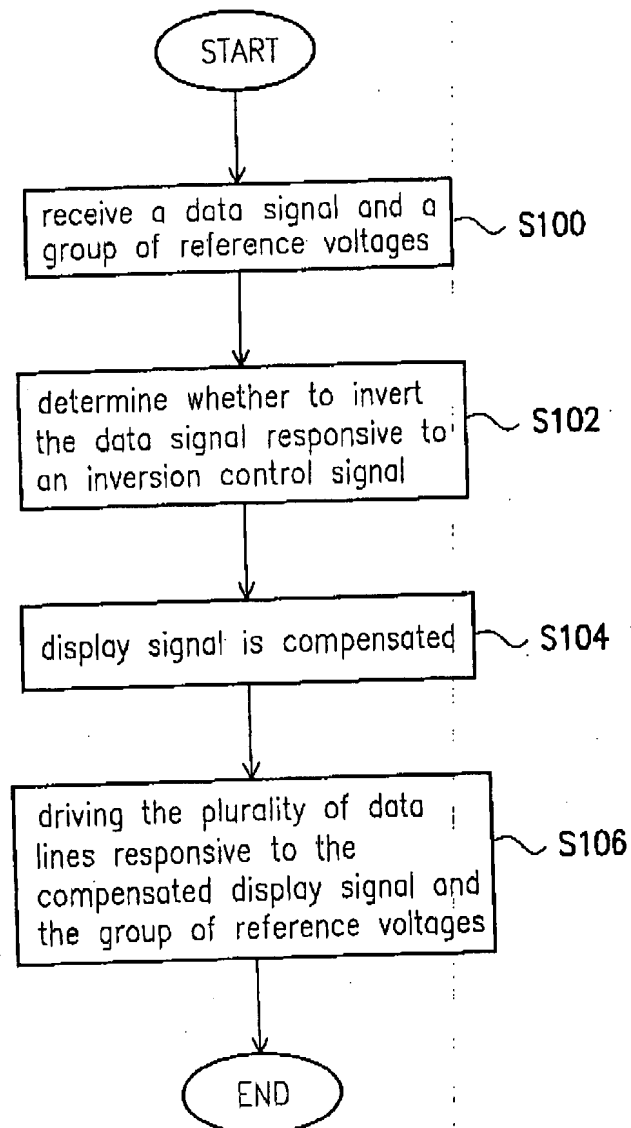 START
receive a data signal and a
group of reference voltages
S100
determine whether to invert
the data signal responsive to
an inversion control signal
S102
display signal is compensated
S104
driving the plurality of data
lines responsive to the
compensated display signal and
the group of reference voltages
S106
END